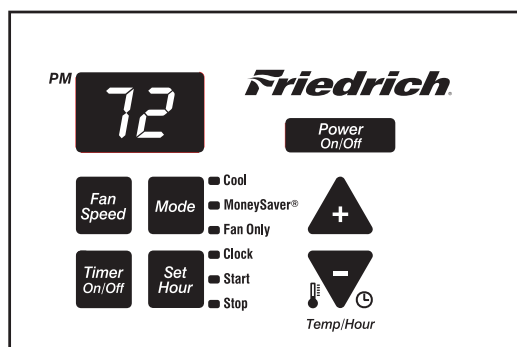 PM
72
Friedrich
Power
On/Off
Fan
Speed
Mode
Cool
MoneySaver®
Fan Only
+
Timer
On/Off
Set
Hour
Clock
Start
Stop
-
Temp/Hour